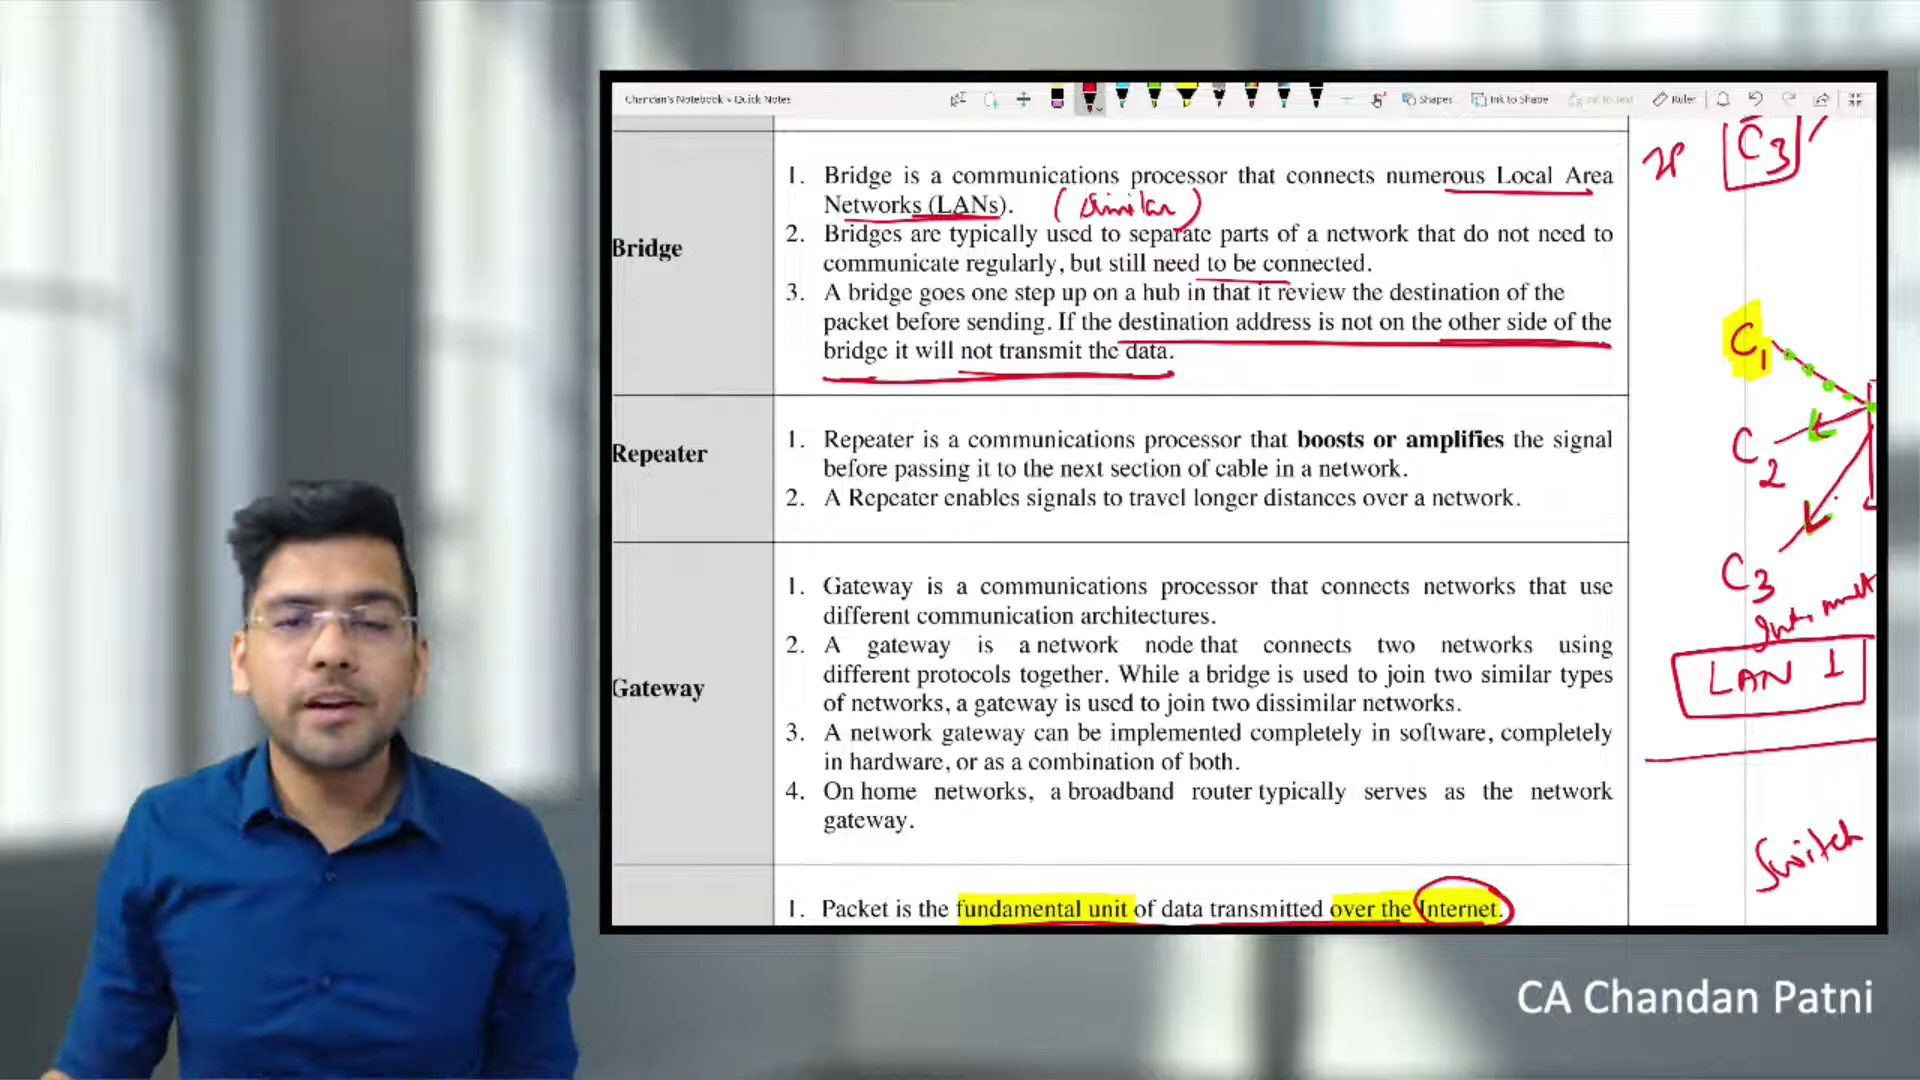 Chandan's Notebook » Quick Notes
Shapes
Ink to Shape
Ink to Text
Ruler
Bridge
1. Bridge is a communications processor that connects numerous Local Area
Networks (LANs). (Similar)
2. Bridges are typically used to separate parts of a network that do not need to
communicate regularly, but still need to be connected.
3. A bridge goes one step up on a hub in that it review the destination of the
packet before sending. If the destination address is not on the other side of the
bridge it will not transmit the data.
Repeater
1. Repeater is a communications processor that boosts or amplifies the signal
before passing it to the next section of cable in a network.
2. A Repeater enables signals to travel longer distances over a network.
Gateway
1. Gateway is a communications processor that connects networks that use
different communication architectures.
2. A gateway is a network node that connects two networks using
different protocols together. While a bridge is used to join two similar types
of networks, a gateway is used to join two dissimilar networks.
3. A network gateway can be implemented completely in software, completely
in hardware, or as a combination of both.
4. On home networks, a broadband router typically serves as the network
gateway.
1. Packet is the fundamental unit of data transmitted over the Internet.
C3
C1
C2
C3
LAN 1
Switch
CA Chandan Patni